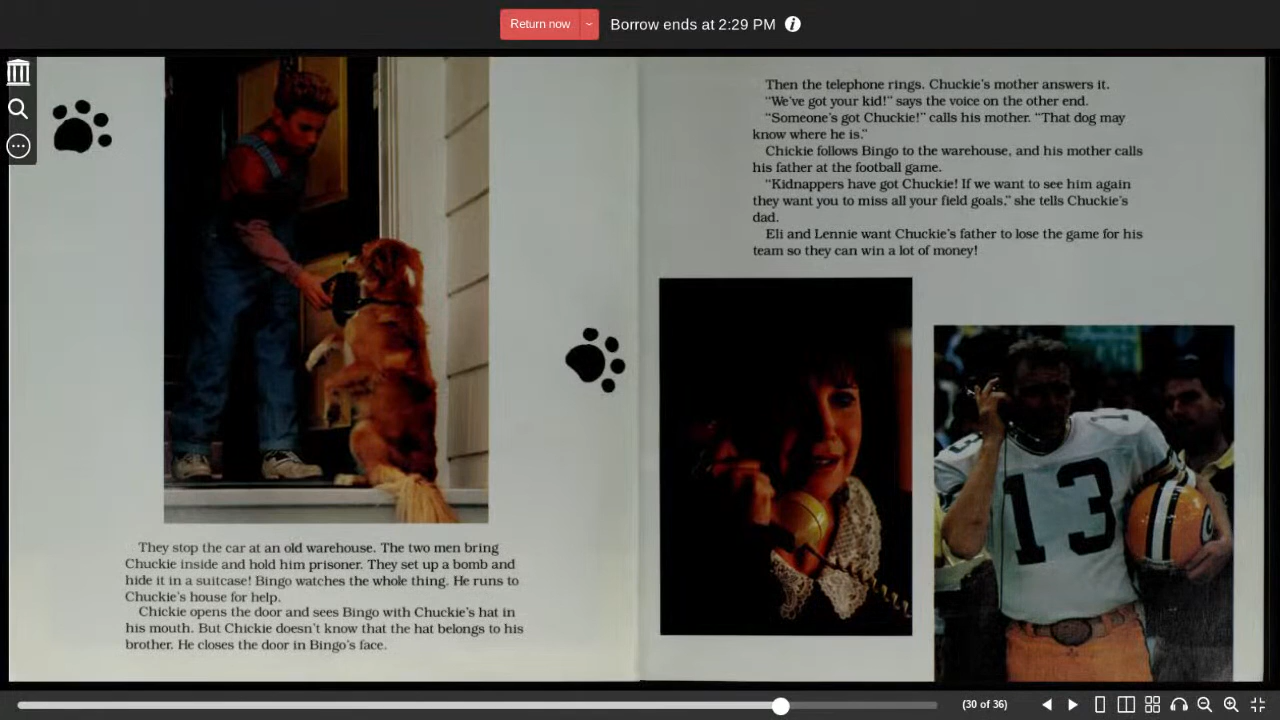 Return now
Borrow ends at 2:29 PM
They stop the car at an old warehouse. The two men bring
Chuckie inside and hold him prisoner. They set up a bomb and
hide it in a suitcase! Bingo watches the whole thing. He runs to
Chuckie's house for help.
Chickie opens the door and sees Bingo with Chuckie's hat in
his mouth. But Chickie doesn't know that the hat belongs to his
brother. He closes the door in Bingo's face.
Then the telephone rings. Chuckie's mother answers it.
"We've got your kid!" says the voice on the other end.
"Someone's got Chuckie!" calls his mother. "That dog may
know where he is."
Chickie follows Bingo to the warehouse, and his mother calls
his father at the football game.
"Kidnappers have got Chuckie! If we want to see him again
they want you to miss all your field goals," she tells Chuckie's
dad.
Eli and Lennie want Chuckie's father to lose the game for his
team so they can win a lot of money!
1
13
G
(30 of 36)